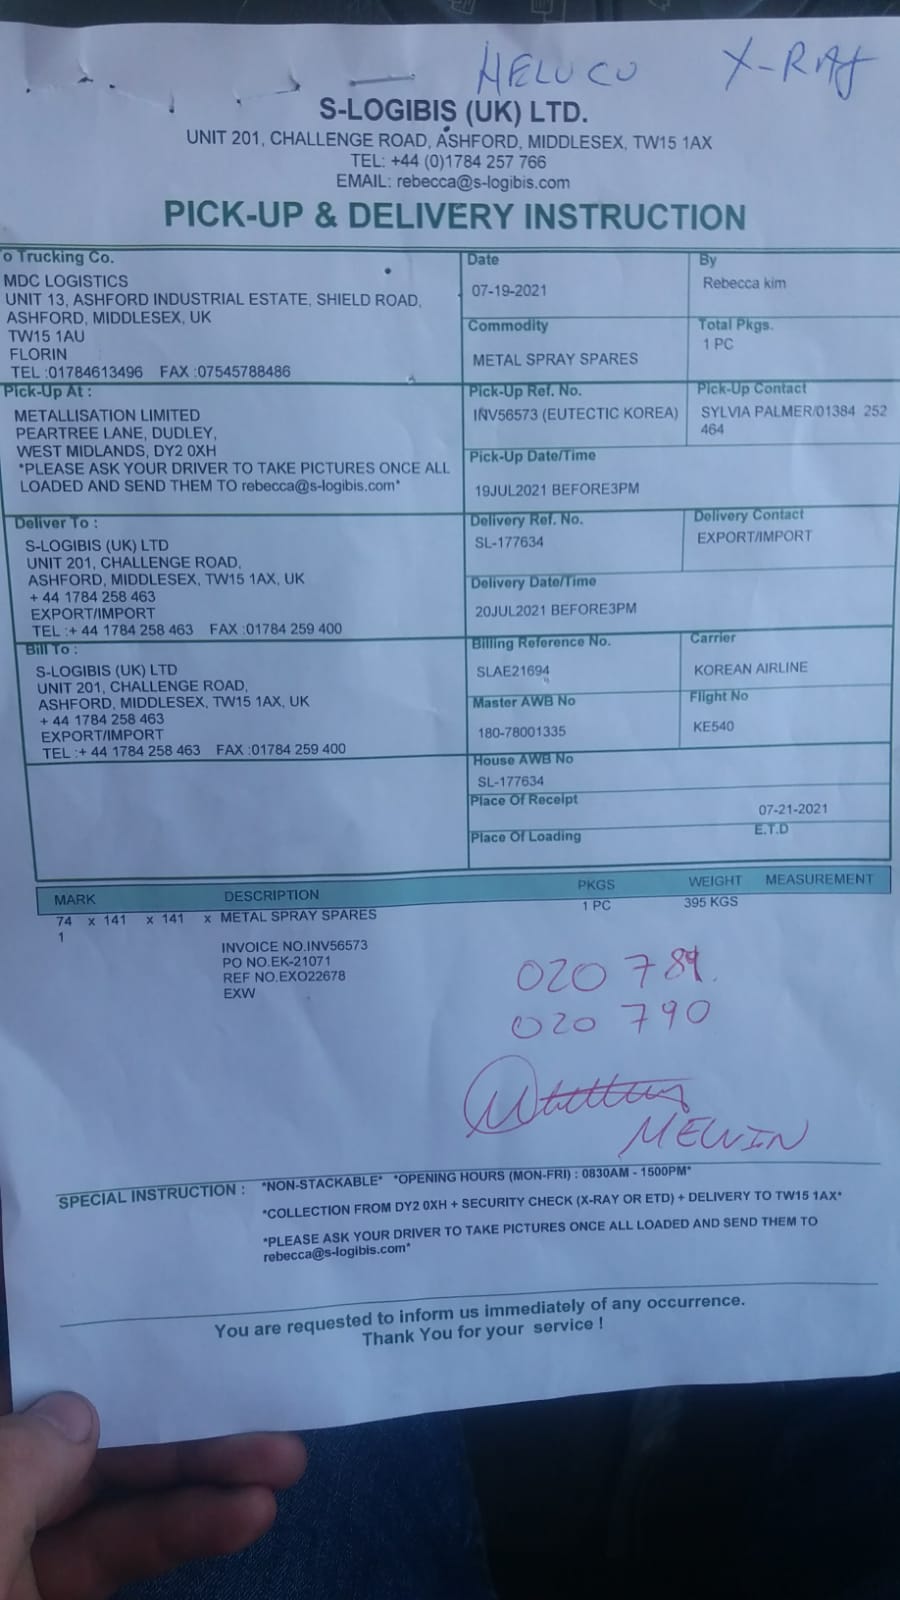 X-RAY
S-LOGIBIS (UK) LTD.
UNIT 201, CHALLENGE ROAD, ASHFORD, MIDDLESEX, TW15 1AX
TEL: +44 (0)1784 257 766
EMAIL: rebecca@s-logibis.com
PICK-UP & DELIVERY INSTRUCTION
o Trucking Co.
MDC LOGISTICS
UNIT 13, ASHFORD INDUSTRIAL ESTATE, SHIELD ROAD,
ASHFORD, MIDDLESEX, UK
TW15 1AU
FLORIN
TEL :01784613496 FAX :07545788486
Date
07-19-2021
By
Rebecca kim
Commodity
METAL SPRAY SPARES
Total Pkgs.
1 PC
Pick-Up At :
METALLISATION LIMITED
PEARTREE LANE, DUDLEY,
WEST MIDLANDS, DY2 0XH
*PLEASE ASK YOUR DRIVER TO TAKE PICTURES ONCE ALL
LOADED AND SEND THEM TO rebecca@s-logibis.com*
Pick-Up Ref. No.
INV56573 (EUTECTIC KOREA)
Pick-Up Contact
SYLVIA PALMER/01384 252
464
Pick-Up Date/Time
19JUL2021 BEFORE3PM
Deliver To :
S-LOGIBIS (UK) LTD
UNIT 201, CHALLENGE ROAD,
ASHFORD, MIDDLESEX, TW15 1AX, UK
+ 44 1784 258 463
EXPORT/IMPORT
TEL :+ 44 1784 258 463 FAX :01784 259 400
Delivery Ref. No.
SL-177634
Delivery Contact
EXPORT/IMPORT
Delivery Date/Time
20JUL2021 BEFORE3PM
Bill To :
S-LOGIBIS (UK) LTD
UNIT 201, CHALLENGE ROAD,
ASHFORD, MIDDLESEX, TW15 1AX, UK
+ 44 1784 258 463
EXPORT/IMPORT
TEL :+ 44 1784 258 463 FAX :01784 259 400
Billing Reference No.
SLAE21694
Carrier
KOREAN AIRLINE
Master AWB No
180-78001335
Flight No
KE540
House AWB No
SL-177634
Place Of Receipt
07-21-2021
Place Of Loading
E.T.D
MARK DESCRIPTION PKGS WEIGHT MEASUREMENT
74 x 141 x 141 x METAL SPRAY SPARES 1 PC 395 KGS
1
INVOICE NO.INV56573
PO NO.EK-21071
REF NO.EXO22678
EXW
020 789.
020 790
MELVIN
SPECIAL INSTRUCTION : *NON-STACKABLE* *OPENING HOURS (MON-FRI) : 0830AM - 1500PM*
*COLLECTION FROM DY2 0XH + SECURITY CHECK (X-RAY OR ETD) + DELIVERY TO TW15 1AX*
*PLEASE ASK YOUR DRIVER TO TAKE PICTURES ONCE ALL LOADED AND SEND THEM TO
rebecca@s-logibis.com*
You are requested to inform us immediately of any occurrence.
Thank You for your service !